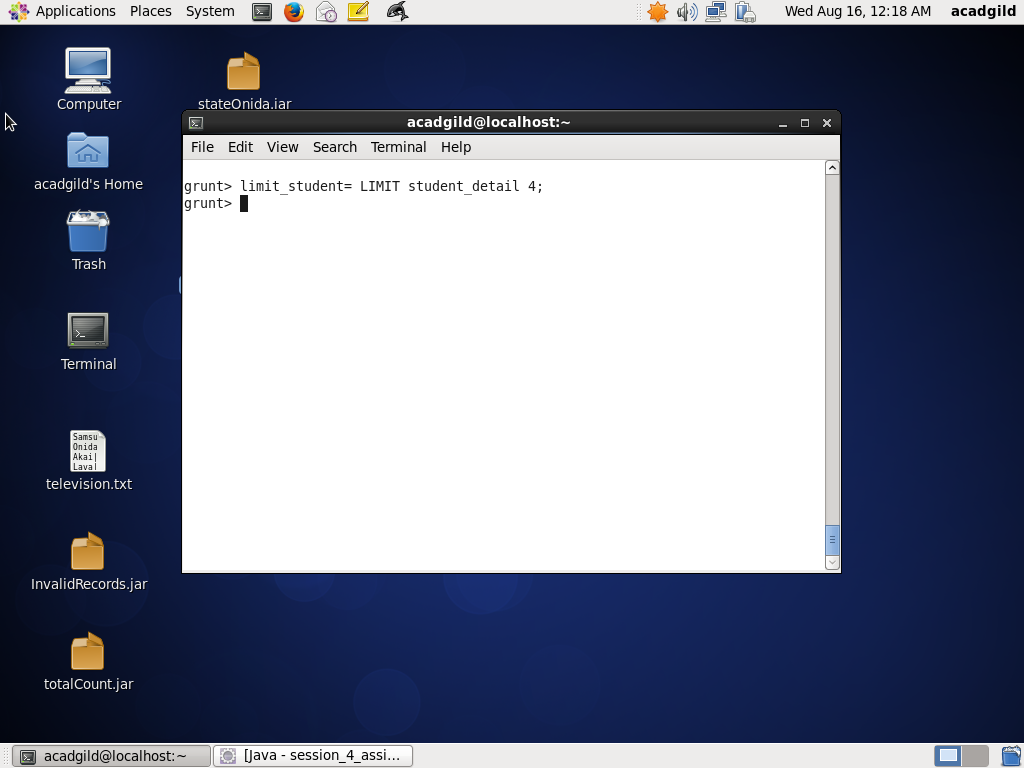 Applications Places System Wed Aug 16, 12:18 AM acadgild
Computer
stateOnida.jar
acadgild's Home
Trash
Terminal
Samsu
Onida
Akai|
Lava|
television.txt
InvalidRecords.jar
totalCount.jar
acadgild@localhost:~
File Edit View Search Terminal Help
grunt> limit_student= LIMIT student_detail 4;
grunt>
acadgild@localhost:~ [Java - session_4_assi...